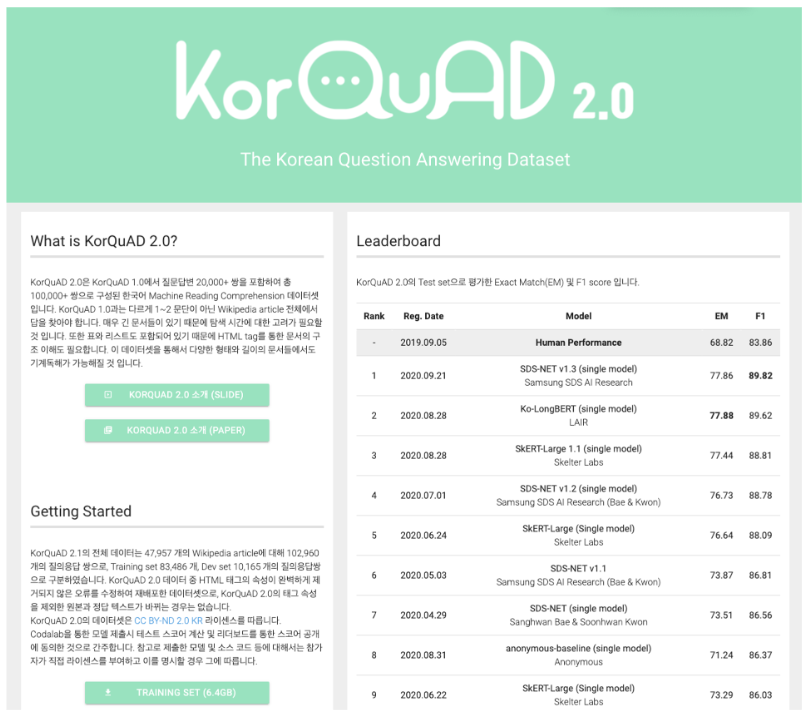 KorQuAD 2.0
The Korean Question Answering Dataset
What is KorQuAD 2.0?
KorQuAD 2.0은 KorQuAD 1.0에서 질문답변 20,000+ 쌍을 포함하여 총
100,000+ 쌍으로 구성된 한국어 Machine Reading Comprehension 데이터셋
입니다. KorQuAD 1.0과는 다르게 1~2 문단이 아닌 Wikipedia article 전체에서
답을 찾아야 합니다. 매우 긴 문서들이 있기 때문에 탐색 시간에 대한 고려가 필요할
것 입니다. 또한 표와 리스트도 포함되어 있기 때문에 HTML tag를 통한 문서의 구
조 이해도 필요합니다. 이 데이터셋을 통해서 다양한 형태와 길이의 문서들에서도
기계독해가 가능해질 것 입니다.
KORQUAD 2.0 소개 (SLIDE)
KORQUAD 2.0 소개 (PAPER)
Getting Started
KorQuAD 2.1의 전체 데이터는 47,957 개의 Wikipedia article에 대해 102,960
개의 질의응답 쌍으로, Training set 83,486 개, Dev set 10,165 개의 질의응답쌍
으로 구분하였습니다. KorQuAD 2.0 데이터 중 HTML 태그의 속성이 완벽하게 제
거되지 않은 오류를 수정하여 재배포한 데이터셋으로, KorQuAD 2.0의 태그 속성
을 제외한 원본과 정답 텍스트가 바뀌는 경우는 없습니다.
KorQuAD 2.0의 데이터셋은 CC BY-ND 2.0 KR 라이센스를 따릅니다.
Codalab을 통한 모델 제출시 테스트 스코어 계산 및 리더보드를 통한 스코어 공개
에 동의한 것으로 간주합니다. 참고로 제출한 모델 및 소스 코드 등에 대해서는 참가
자가 직접 라이센스를 부여하고 이를 명시할 경우 그에 따릅니다.
TRAINING SET (6.4GB)
Leaderboard
KorQuAD 2.0의 Test set으로 평가한 Exact Match(EM) 및 F1 score 입니다.
Rank Reg. Date Model EM F1
- 2019.09.05 Human Performance 68.82 83.86
1 2020.09.21 SDS-NET v1.3 (single model) 77.86 89.82
Samsung SDS AI Research
2 2020.08.28 Ko-LongBERT (single model) 77.88 89.62
LAIR
3 2020.08.28 SkERT-Large 1.1 (single model) 77.44 88.81
Skelter Labs
4 2020.07.01 SDS-NET v1.2 (single model) 76.73 88.78
Samsung SDS AI Research (Bae & Kwon)
5 2020.06.24 SkERT-Large (Single model) 76.64 88.09
Skelter Labs
6 2020.05.03 SDS-NET v1.1 73.87 86.81
Samsung SDS AI Research (Bae & Kwon)
7 2020.04.29 SDS-NET (single model) 73.51 86.56
Sanghwan Bae & Soonhwan Kwon
8 2020.08.31 anonymous-baseline (single model) 71.24 86.37
Anonymous
9 2020.06.22 SkERT-Large (Single model) 73.29 86.03
Skelter Labs